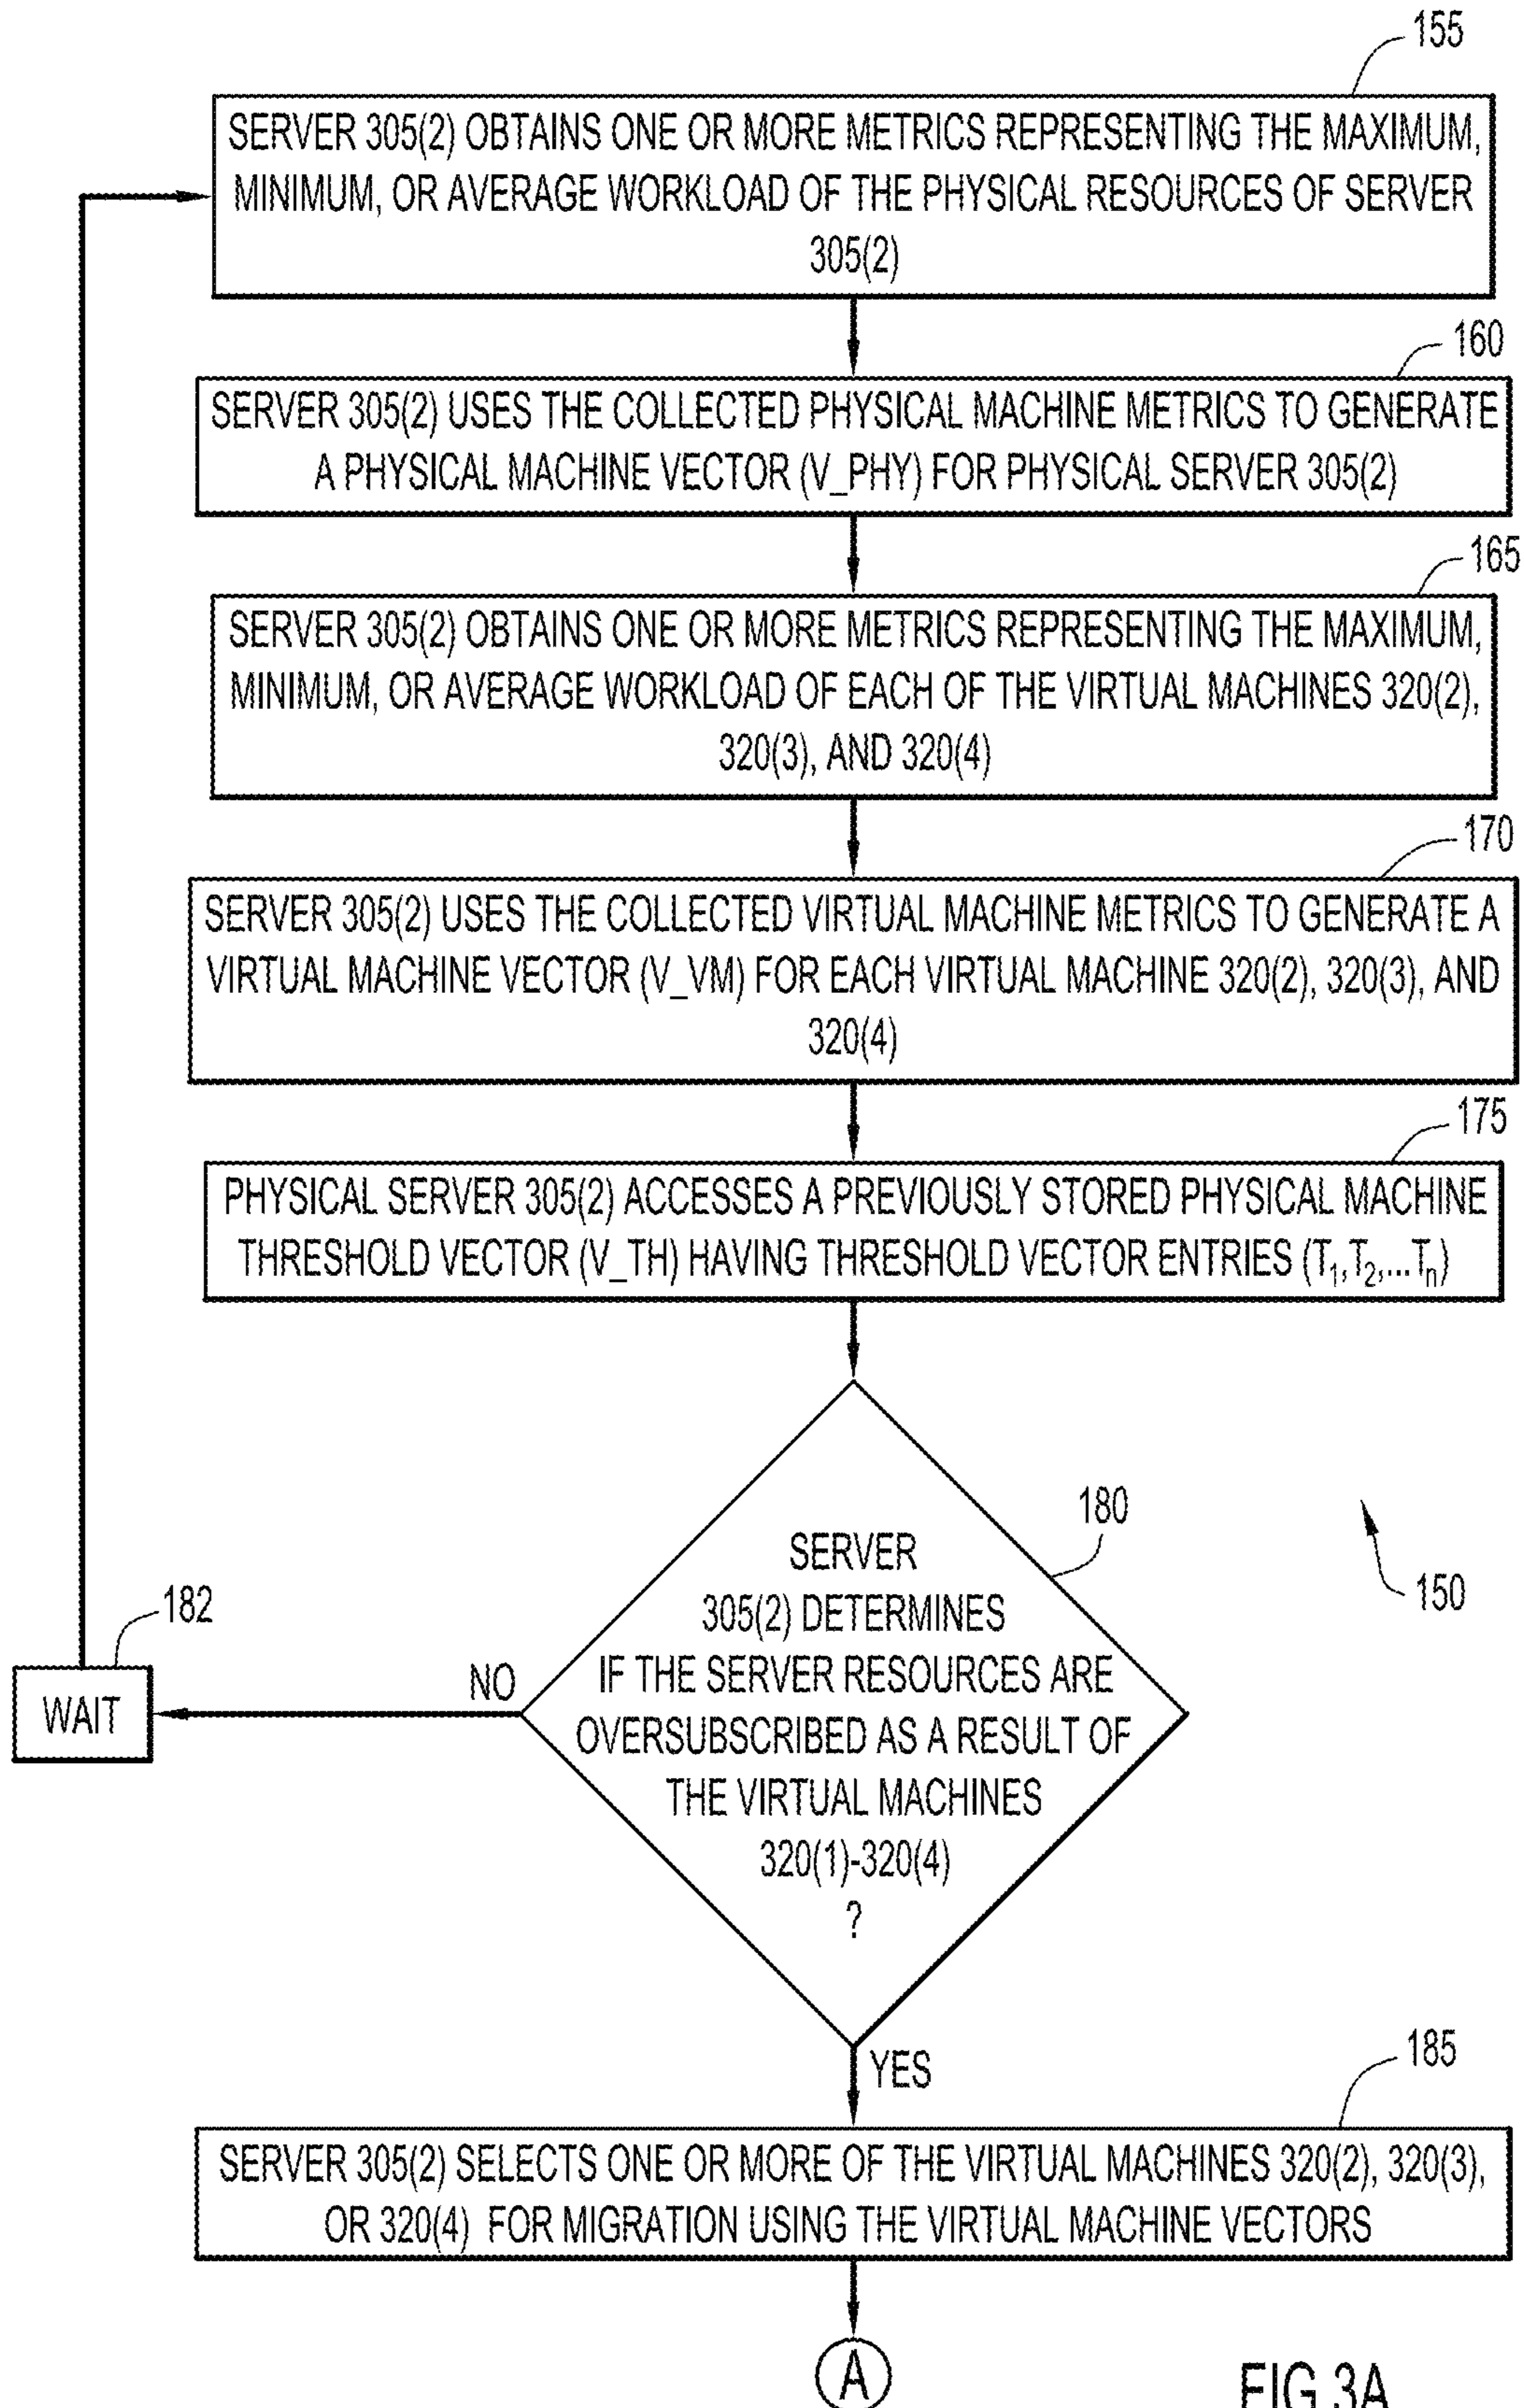 155
SERVER 305(2) OBTAINS ONE OR MORE METRICS REPRESENTING THE MAXIMUM,
MINIMUM, OR AVERAGE WORKLOAD OF THE PHYSICAL RESOURCES OF SERVER
305(2)
160
SERVER 305(2) USES THE COLLECTED PHYSICAL MACHINE METRICS TO GENERATE
A PHYSICAL MACHINE VECTOR (V_PHY) FOR PHYSICAL SERVER 305(2)
165
SERVER 305(2) OBTAINS ONE OR MORE METRICS REPRESENTING THE MAXIMUM,
MINIMUM, OR AVERAGE WORKLOAD OF EACH OF THE VIRTUAL MACHINES 320(2),
320(3), AND 320(4)
170
SERVER 305(2) USES THE COLLECTED VIRTUAL MACHINE METRICS TO GENERATE A
VIRTUAL MACHINE VECTOR (V_VM) FOR EACH VIRTUAL MACHINE 320(2), 320(3), AND
320(4)
175
PHYSICAL SERVER 305(2) ACCESSES A PREVIOUSLY STORED PHYSICAL MACHINE
THRESHOLD VECTOR (V_TH) HAVING THRESHOLD VECTOR ENTRIES (T₁,T₂,...Tₙ)
180
SERVER
305(2) DETERMINES
IF THE SERVER RESOURCES ARE
OVERSUBSCRIBED AS A RESULT OF
THE VIRTUAL MACHINES
320(1)-320(4)
?
150
182
WAIT
NO
YES
185
SERVER 305(2) SELECTS ONE OR MORE OF THE VIRTUAL MACHINES 320(2), 320(3),
OR 320(4) FOR MIGRATION USING THE VIRTUAL MACHINE VECTORS
A
FIG.3A